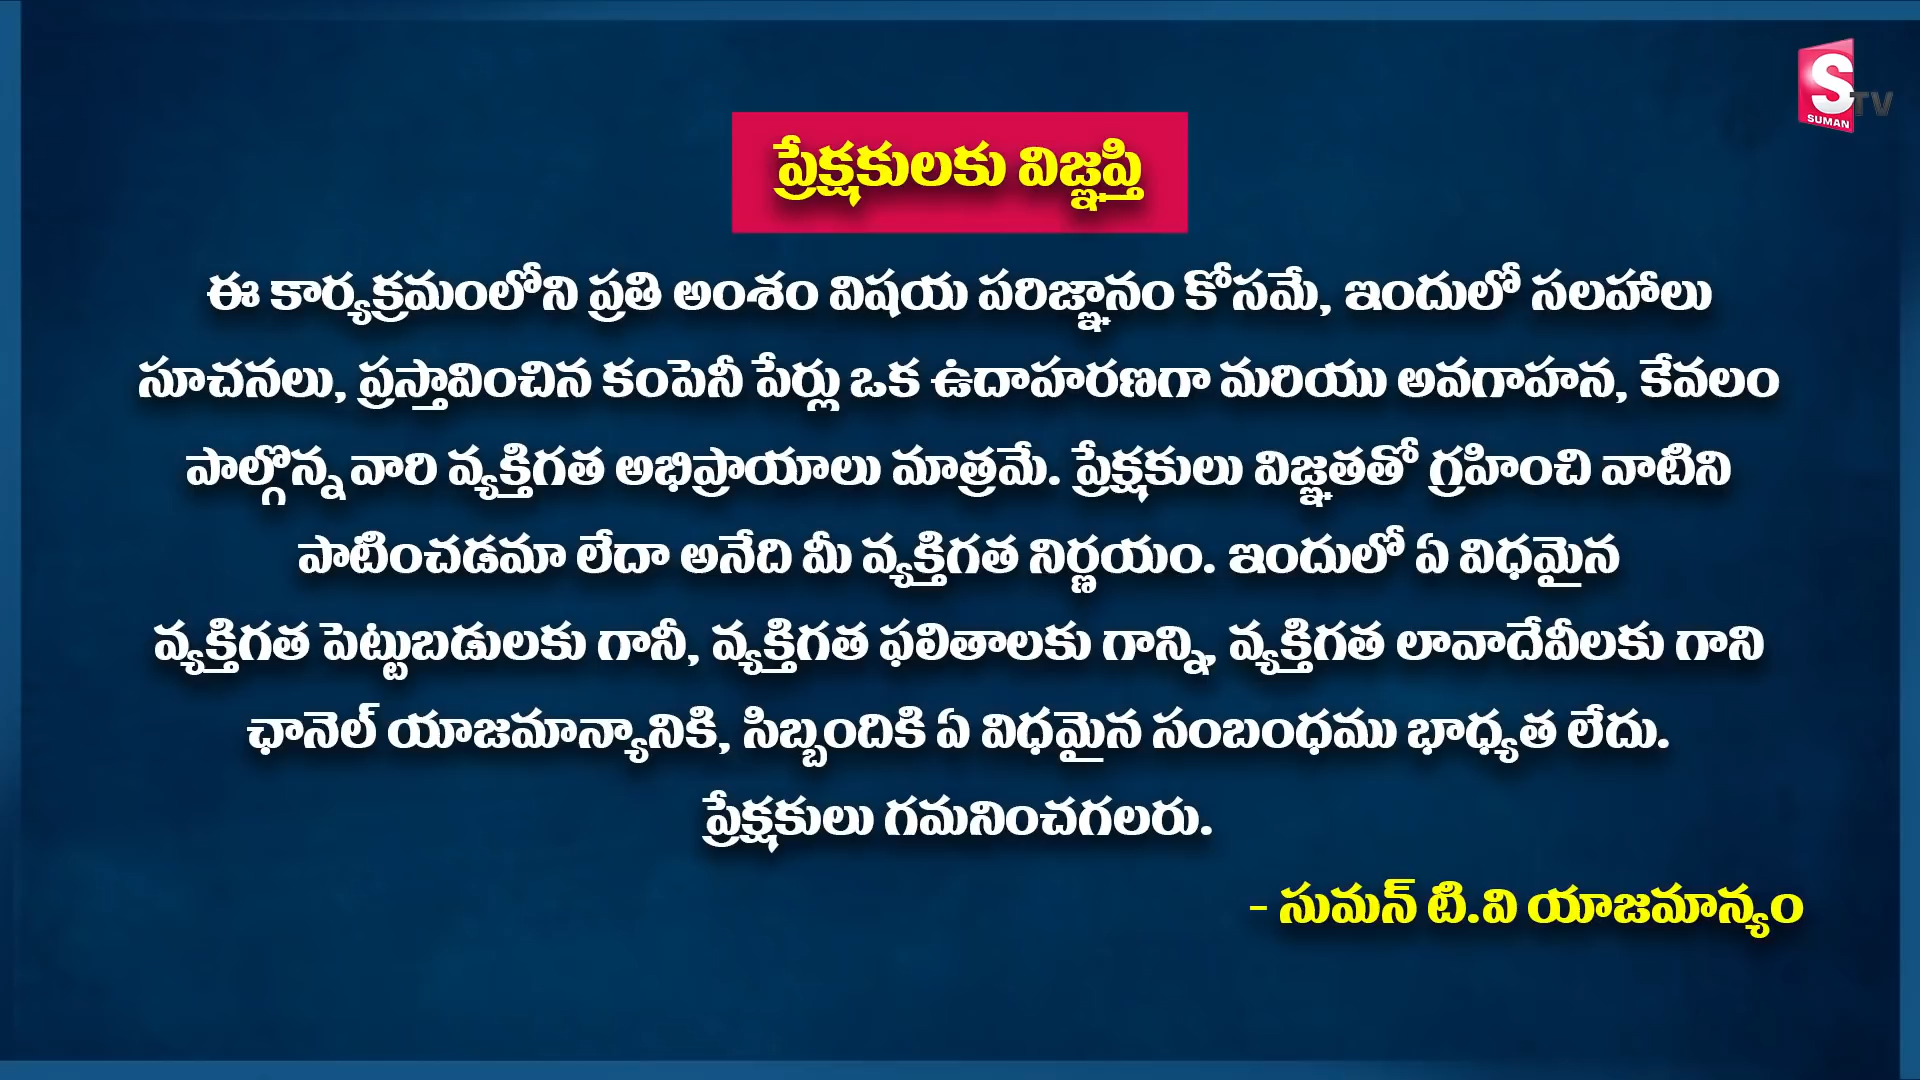 S
SUMAN
TV
ప్రేక్షకులకు విజ్ఞప్తి
ఈ కార్యక్రమంలోని ప్రతి అంశం విషయ పరిజ్ఞానం కోసమే, ఇందులో సలహాలు
సూచనలు, ప్రస్తావించిన కంపెనీ పేర్లు ఒక ఉదాహరణగా మరియు అవగాహన, కేవలం
పాల్గొన్న వారి వ్యక్తిగత అభిప్రాయాలు మాత్రమే. ప్రేక్షకులు విజ్ఞతతో గ్రహించి వాటిని
పాటించడమా లేదా అనేది మీ వ్యక్తిగత నిర్ణయం. ఇందులో ఏ విధమైన
వ్యక్తిగత పెట్టుబడులకు గానీ, వ్యక్తిగత ఫలితాలకు గాన్ని, వ్యక్తిగత లావాదేవీలకు గాని
ఛానెల్ యాజమాన్యానికి, సిబ్బందికి ఏ విధమైన సంబంధము భాధ్యత లేదు.
ప్రేక్షకులు గమనించగలరు.
- సుమన్ టి.వి యాజమాన్యం